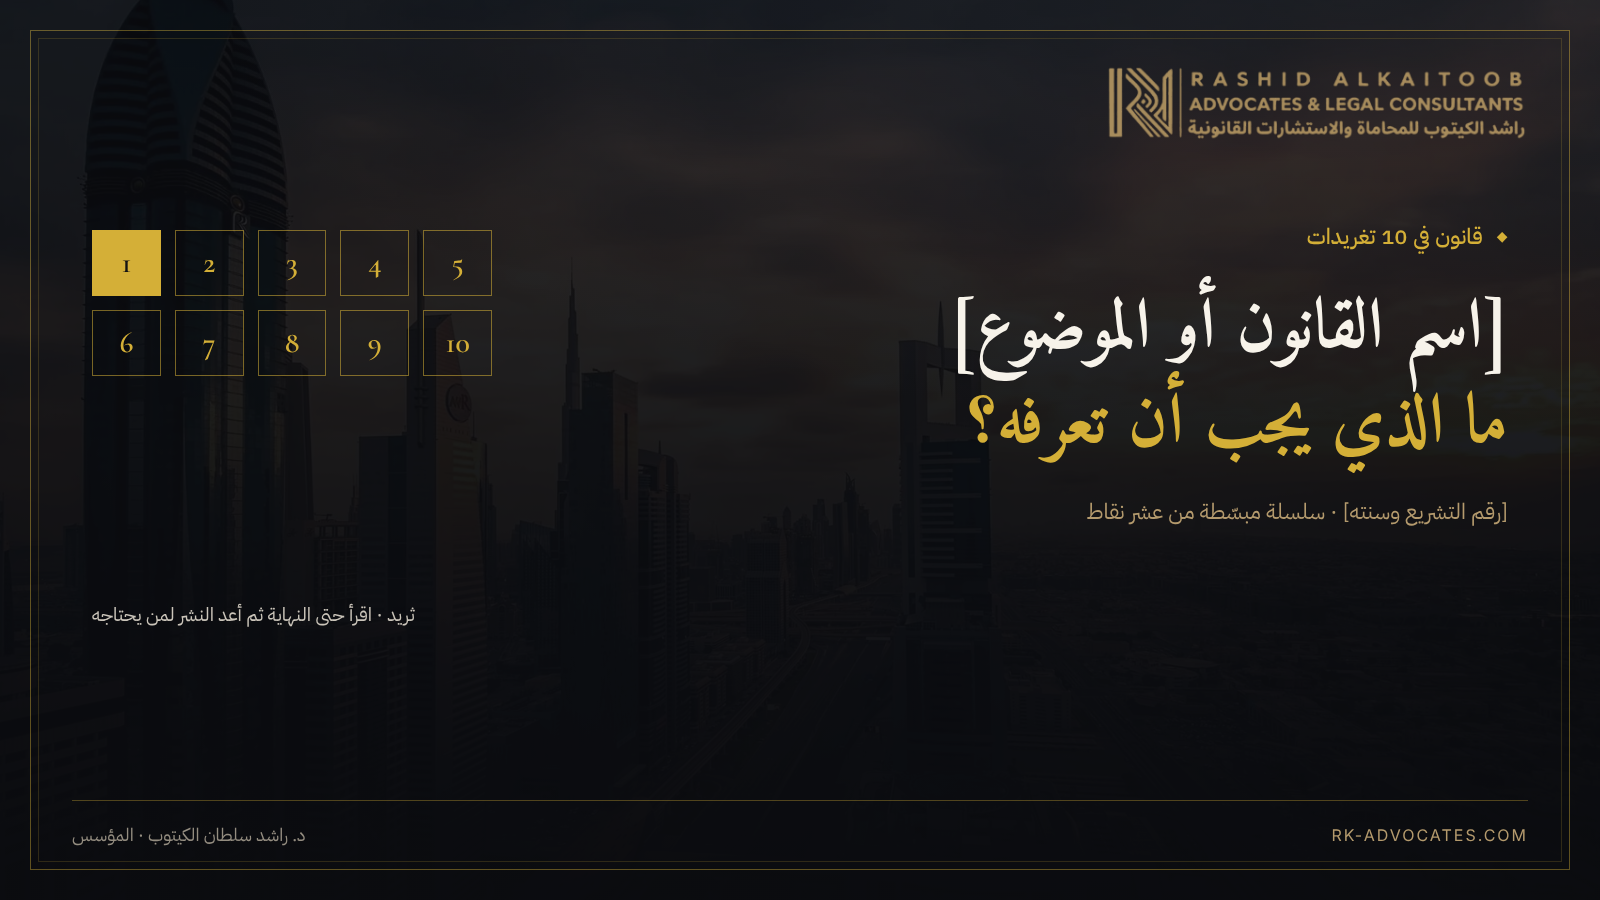 RASHID ALKAITOOB
ADVOCATES & LEGAL CONSULTANTS
راشد الكيتوب للمحاماة والاستشارات القانونية
قانون في 10 تغريدات
[اسم القانون أو الموضوع]
ما الذي يجب أن تعرفه؟
[رقم التشريع وسنته] · سلسلة مبسّطة من عشر نقاط
1 2 3 4 5
6 7 8 9 10
ثريد · اقرأ حتى النهاية ثم أعد النشر لمن يحتاجه
RK-ADVOCATES.COM
د. راشد سلطان الكيتوب · المؤسس